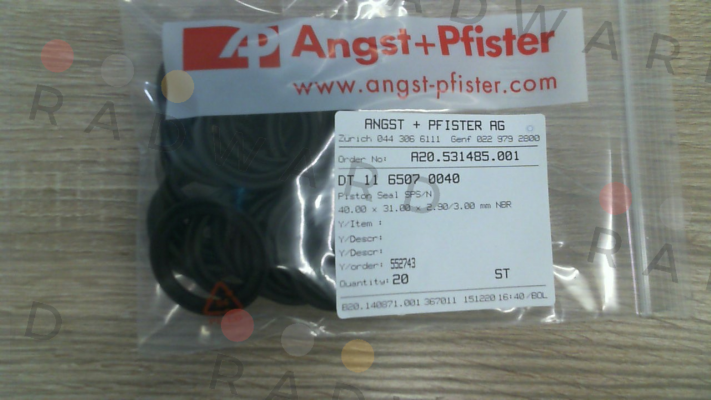 AP Angst+Pfister
www.angst-pfister.com
ANGST + PFISTER AG
Zürich 044 306 6111 Genf 022 979 2800
Order No: A20.531485.001
DT 11 6507 0040
Piston Seal SPS/N
40.00 x 31.00 x 2.90/3.00 mm NBR
Y/Item :
Y/Descr:
Y/Descr:
Y/order: 552743
Quantity: 20 ST
B20.140871.001 367011 151220 16:40/BOL